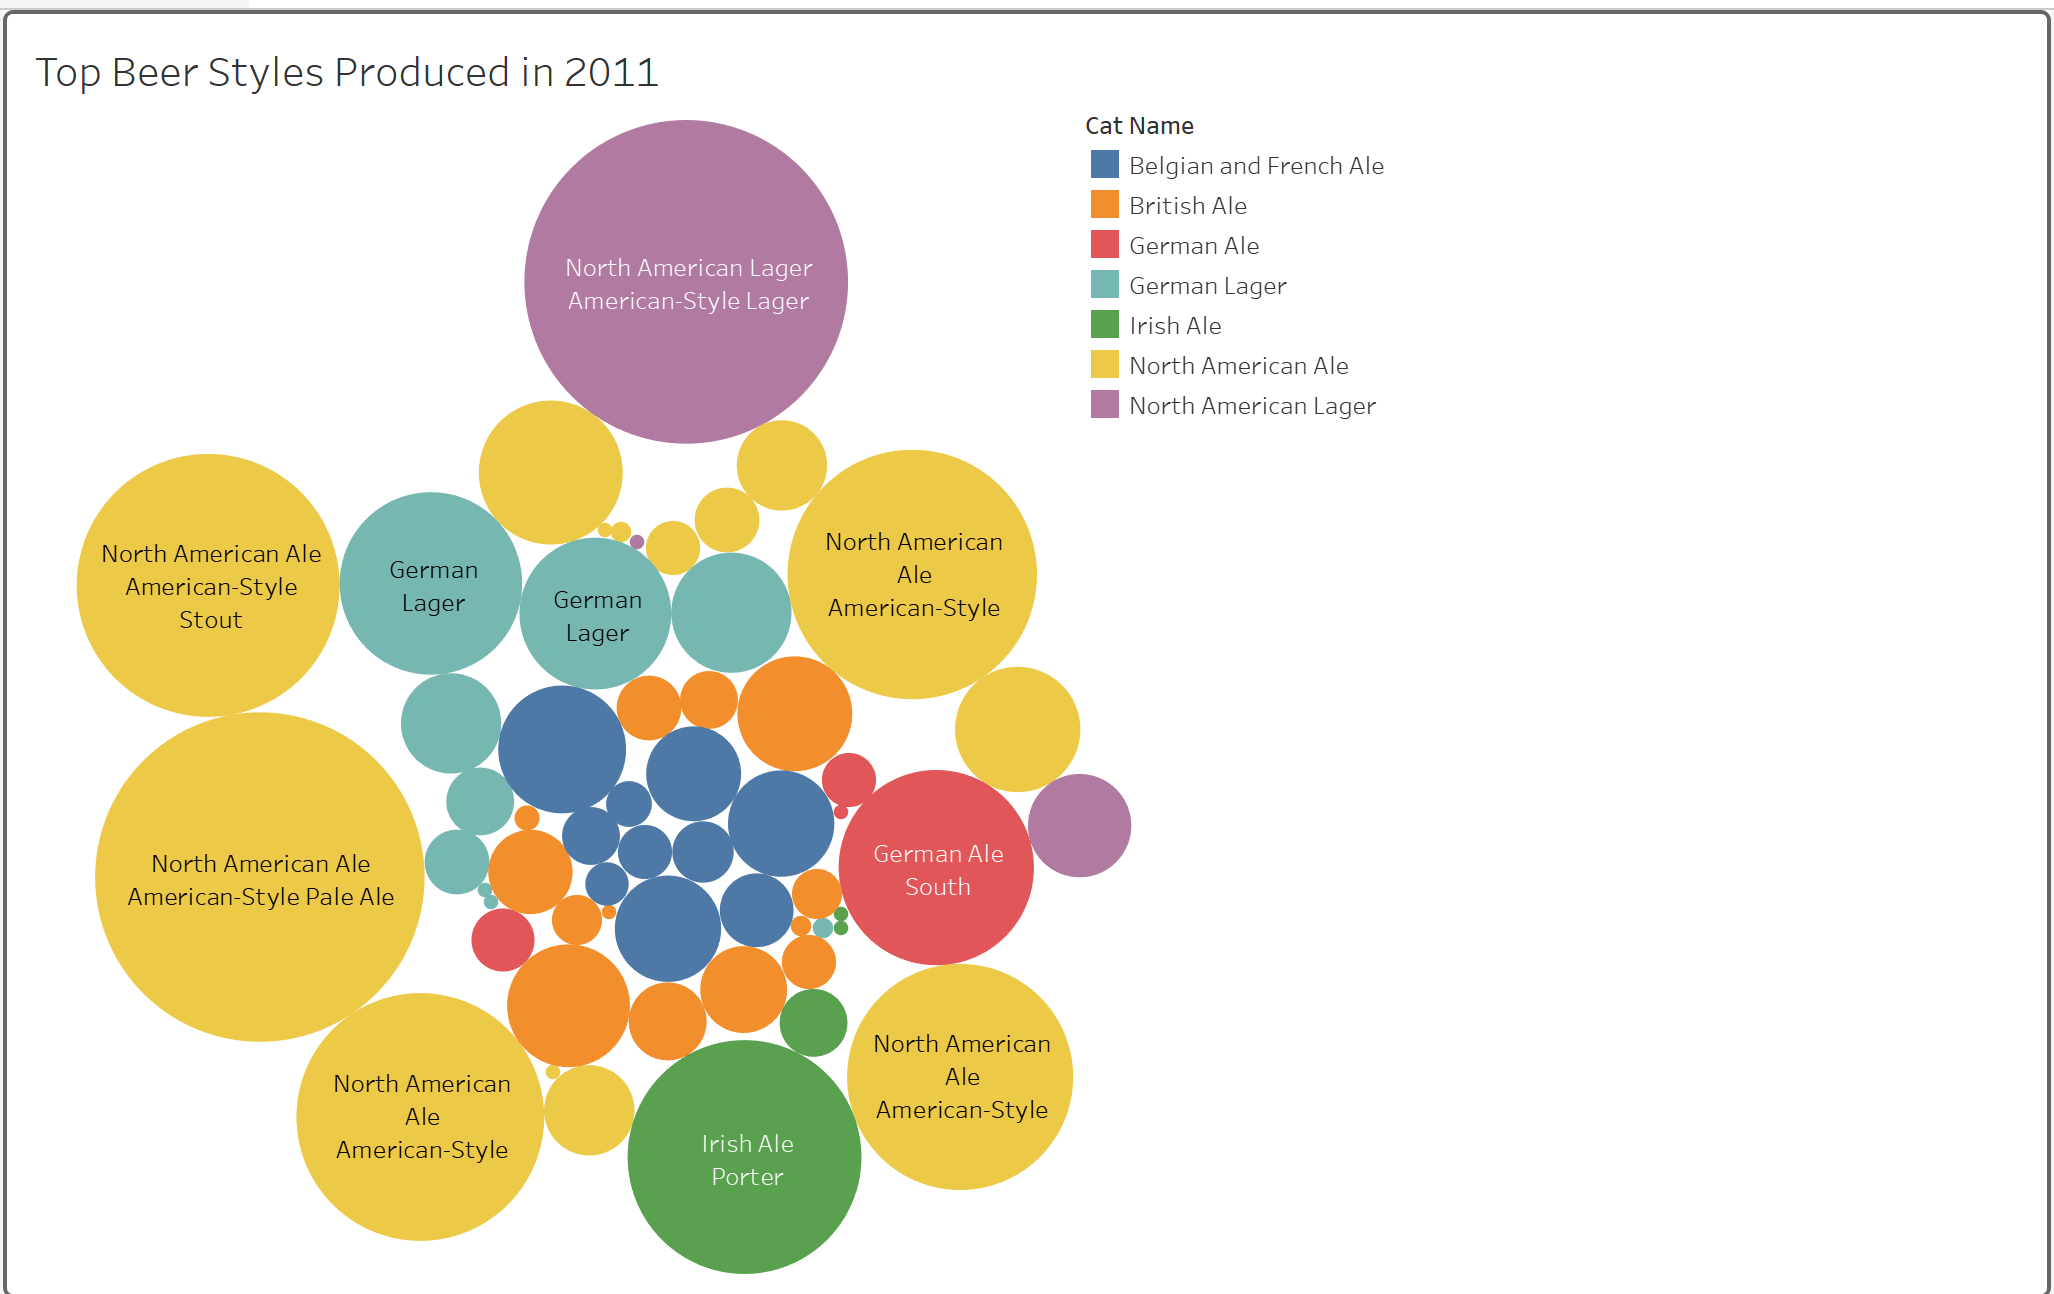 Top Beer Styles Produced in 2011
Cat Name
Belgian and French Ale
British Ale
German Ale
German Lager
Irish Ale
North American Ale
North American Lager
North American Lager
American-Style Lager
North American Ale
American-Style
Stout
German
Lager
German
Lager
North American
Ale
American-Style
North American Ale
American-Style Pale Ale
German Ale
South
North American
Ale
American-Style
North American
Ale
American-Style
Irish Ale
Porter